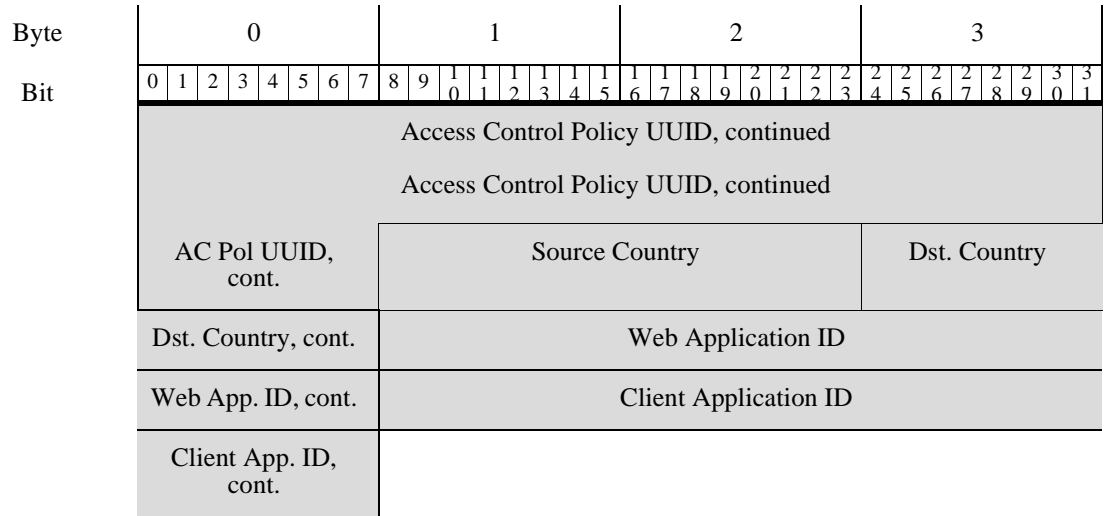 Byte 0 1 2 3
Bit 0 1 2 3 4 5 6 7 8 9 10 11 12 13 14 15 16 17 18 19 20 21 22 23 24 25 26 27 28 29 30 31
Access Control Policy UUID, continued
Access Control Policy UUID, continued
AC Pol UUID,
cont.
Source Country
Dst. Country
Dst. Country, cont.
Web Application ID
Web App. ID, cont.
Client Application ID
Client App. ID,
cont.